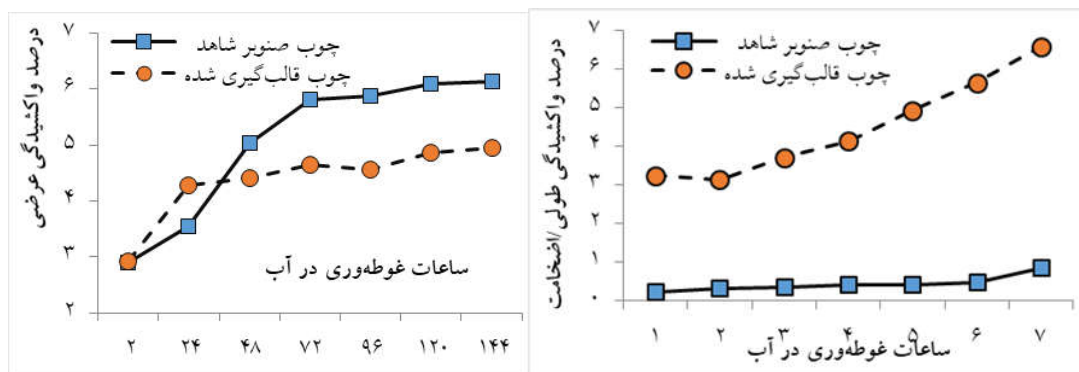 درصد واکشیدگی عرضی
۷
۶
۵
۴
۳
۲
چوب صنوبر شاهد
چوب قالب‌گیری شده
ساعات غوطه‌وری در آب
۲ ۲۴ ۴۸ ۷۲ ۹۶ ۱۲۰ ۱۴۴
درصد واکشیدگی طولی/اضخامت
۷
۶
۵
۴
۳
۲
۱
۰
چوب صنوبر شاهد
چوب قالب‌گیری شده
۱ ۲ ۳ ۴ ۵ ۶ ۷
ساعات غوطه‌وری در آب